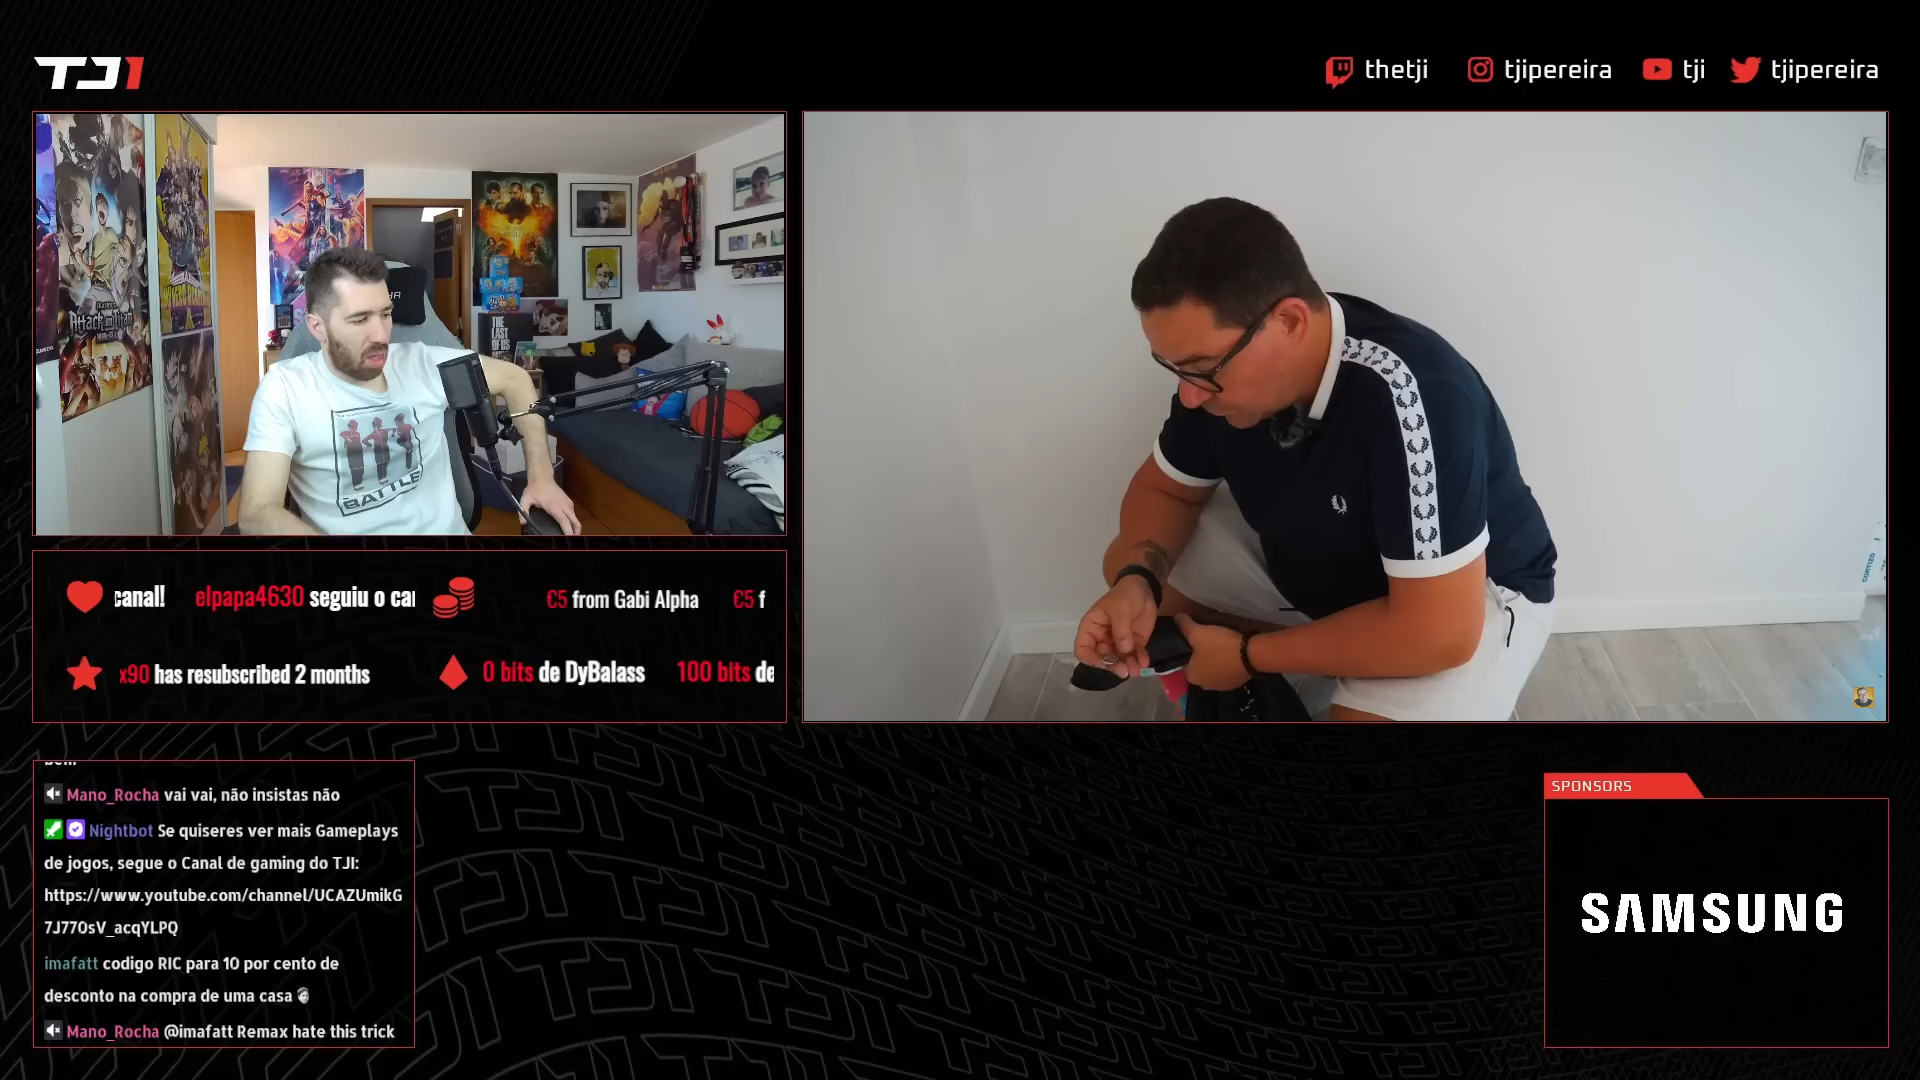 TJ1
thetji
tjipereira
tji
tjipereira
Attack on Titan
THE
LAST
OF US
BATTLE
canal! elpapa4630 seguiu o ca
€5 from Gabi Alpha €5 f
x90 has resubscribed 2 months
0 bits de DyBalass 100 bits de
Mano_Rocha vai vai, não insistas não
Nightbot Se quiseres ver mais Gameplays
de jogos, segue o Canal de gaming do TJI:
https://www.youtube.com/channel/UCAZUmikG
7J77OsV_acqYLPQ
imafatt codigo RIC para 10 por cento de
desconto na compra de uma casa
Mano_Rocha @imafatt Remax hate this trick
SPONSORS
SAMSUNG